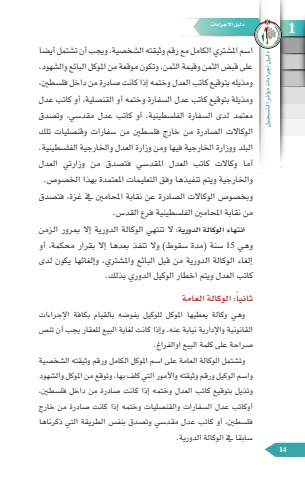 دليل الاجراءات
1
دليل اجراءات دوائر التسجيل
اسم المشتري الكامل مع رقم وثيقته الشخصية، ويجب أن تشتمل أيضاً
على قبض الثمن وقيمة الثمن، وتكون موقعة من الموكل البائع والشهود،
ومذيله بتوقيع كاتب العدل وختمه إذا كانت صادرة من داخل فلسطين،
ومذيلة بتوقيع كاتب عدل السفارة وختمه أو القنصلية، أو كاتب عدل
معتمد لدى السفارة الفلسطينية، أو كاتب عدل مقدسي، وتصدق
الوكالات الصادرة من خارج فلسطين من سفارات وقنصليات تلك
البلد ووزارة الخارجية فيها ومن وزارة العدل والخارجية الفلسطينية،
أما وكالات كاتب العدل المقدسي فتصدق من وزارتي العدل
والخارجية ويتم تنفيذها وفق التعليمات المعتمدة بهذا الخصوص.
وبخصوص الوكالات الصادرة عن نقابة المحامين في غزة، فتصدق
من نقابة المحامين الفلسطينية فرع القدس.
انتهاء الوكالة الدورية: لا تنتهي الوكالة الدورية إلا بمرور الزمن
وهي 15 سنة (مدة سقوط) ولا تنفذ بعدها إلا بقرار محكمة، أو
إلغاء الوكالة الدورية من قبل البائع والمشتري، وإلغائها يكون لدى
كاتب العدل ويتم اخطار الوكيل الدوري بذلك.
ثانياً: الوكالة العامة
وهي وكالة يعطيها الموكل للوكيل يفوضه بالقيام بكافة الإجراءات
القانونية والإدارية نيابة عنه، وإذا كانت لغاية البيع للعقار يجب أن تنص
صراحة على كلمة البيع اوالفراغ.
وتشتمل الوكالة العامة على اسم الموكل الكامل ورقم وثيقته الشخصية
واسم الوكيل ورقم وثيقته والأمور التي كلف بها، وتوقع من الموكل والشهود
وتذيل بتوقيع كاتب العدل وختمه إذا كانت صادرة من داخل فلسطين،
أوكاتب عدل السفارات والقنصليات وختمه إذا كانت صادرة من خارج
فلسطين، أو كاتب عدل مقدسي وتصدق بنفس الطريقة التي ذكرناها
سابقا في الوكالة الدورية.
14